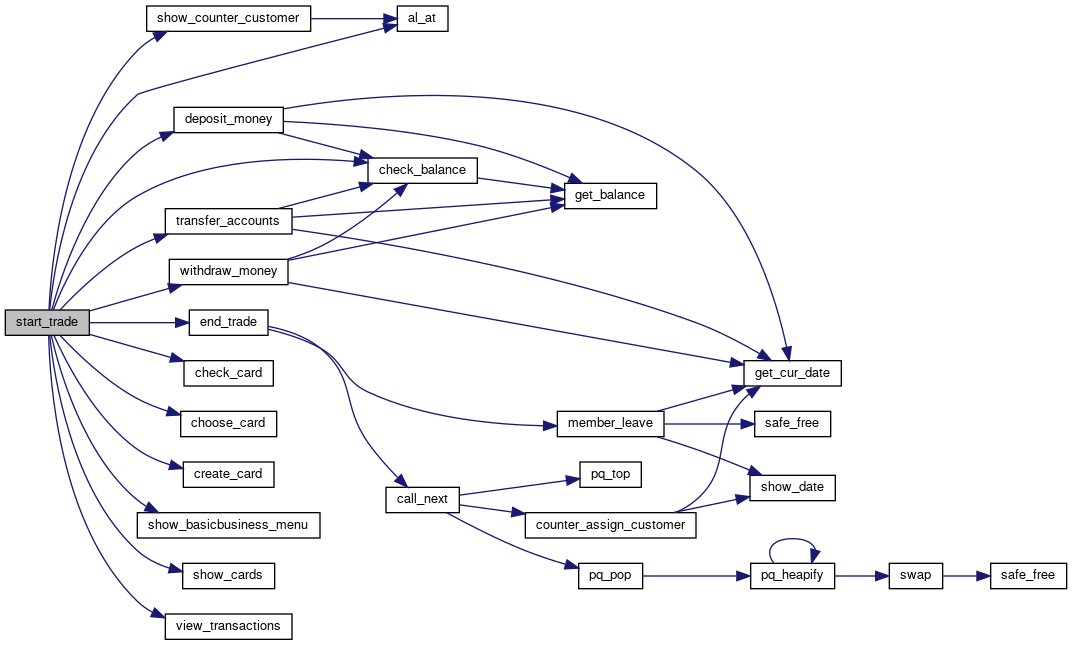 show_counter_customer
al_at
deposit_money
check_balance
get_balance
transfer_accounts
withdraw_money
start_trade
end_trade
check_card
get_cur_date
choose_card
member_leave
safe_free
create_card
pq_top
show_date
call_next
show_basicbusiness_menu
counter_assign_customer
show_cards
pq_pop
pq_heapify
swap
safe_free
view_transactions